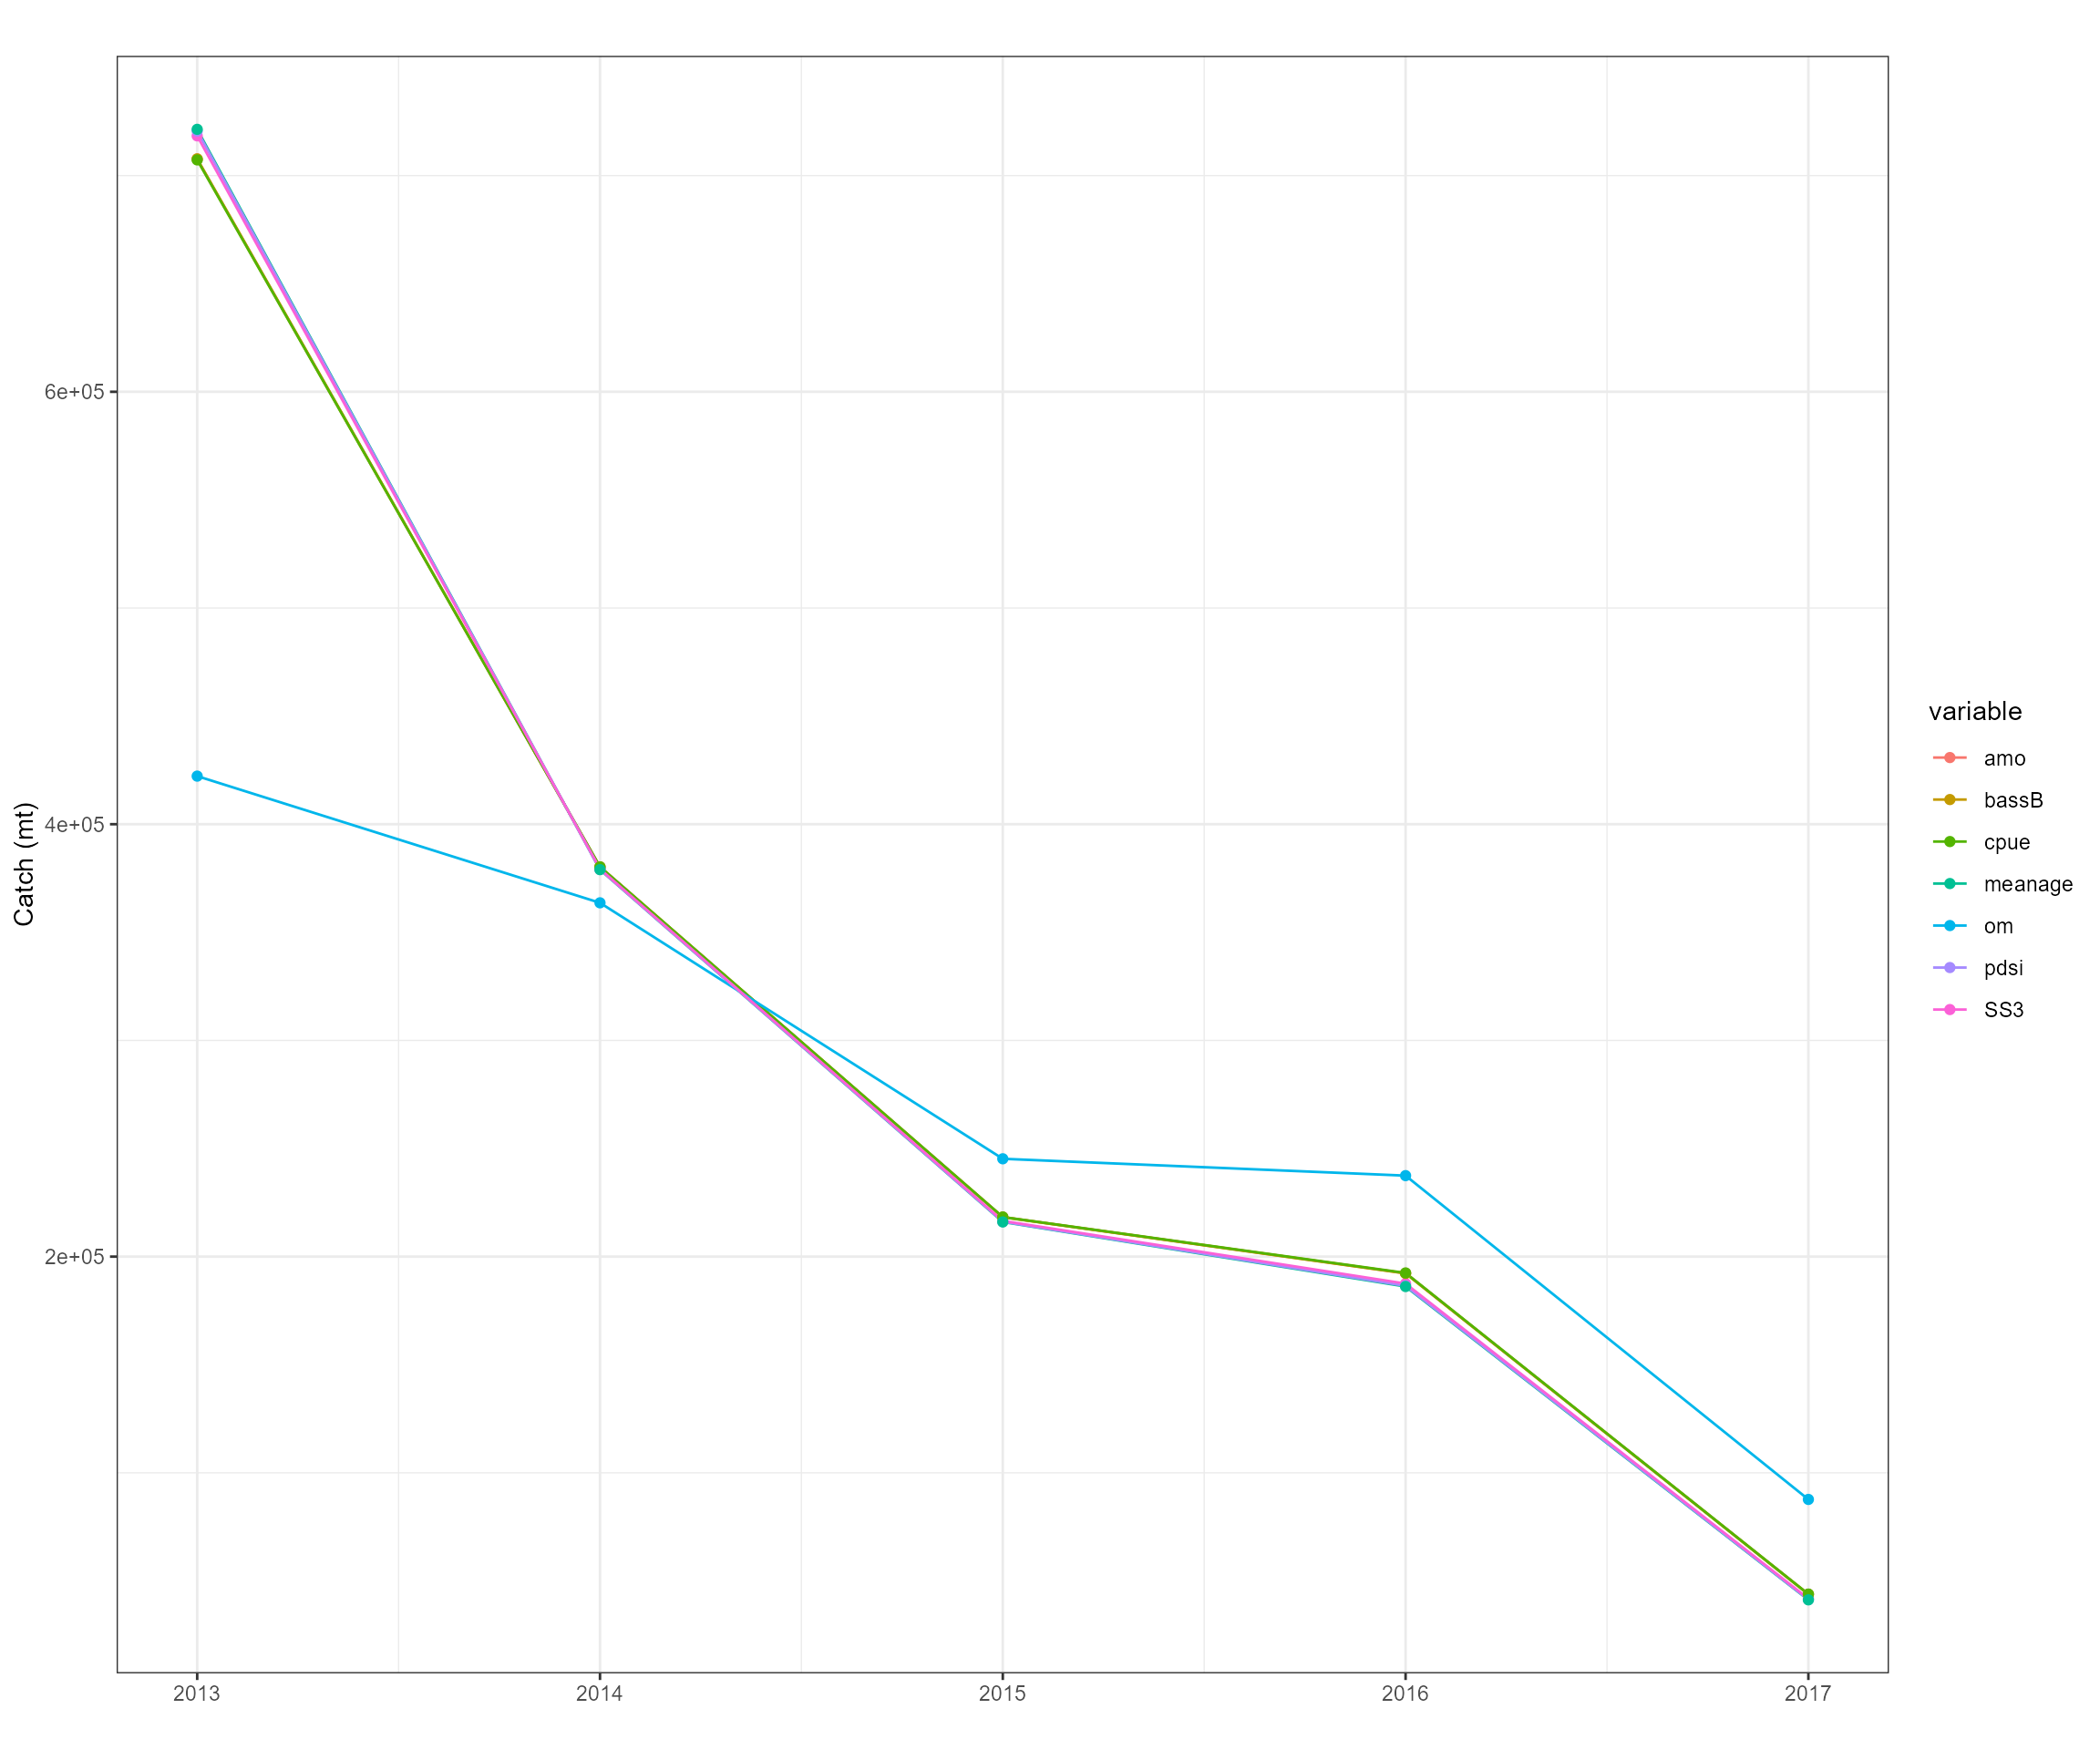 Catch (mt)
6e+05
4e+05
2e+05
2013
2014
2015
2016
2017
variable
amo
bassB
cpue
meanage
om
pdsi
SS3